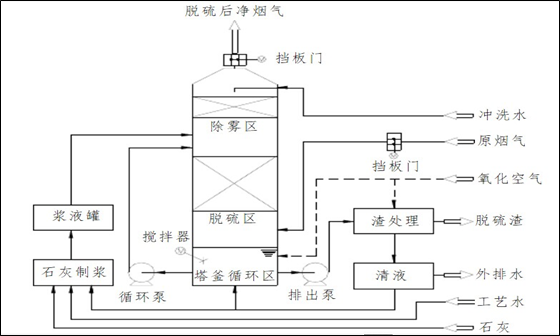 脱硫后净烟气
挡板门
冲洗水
除雾区
原烟气
挡板门
氧化空气
浆液罐
脱硫区
渣处理
脱硫渣
搅拌器
石灰制浆
塔釜循环区
清液
外排水
循环泵
排出泵
工艺水
石灰